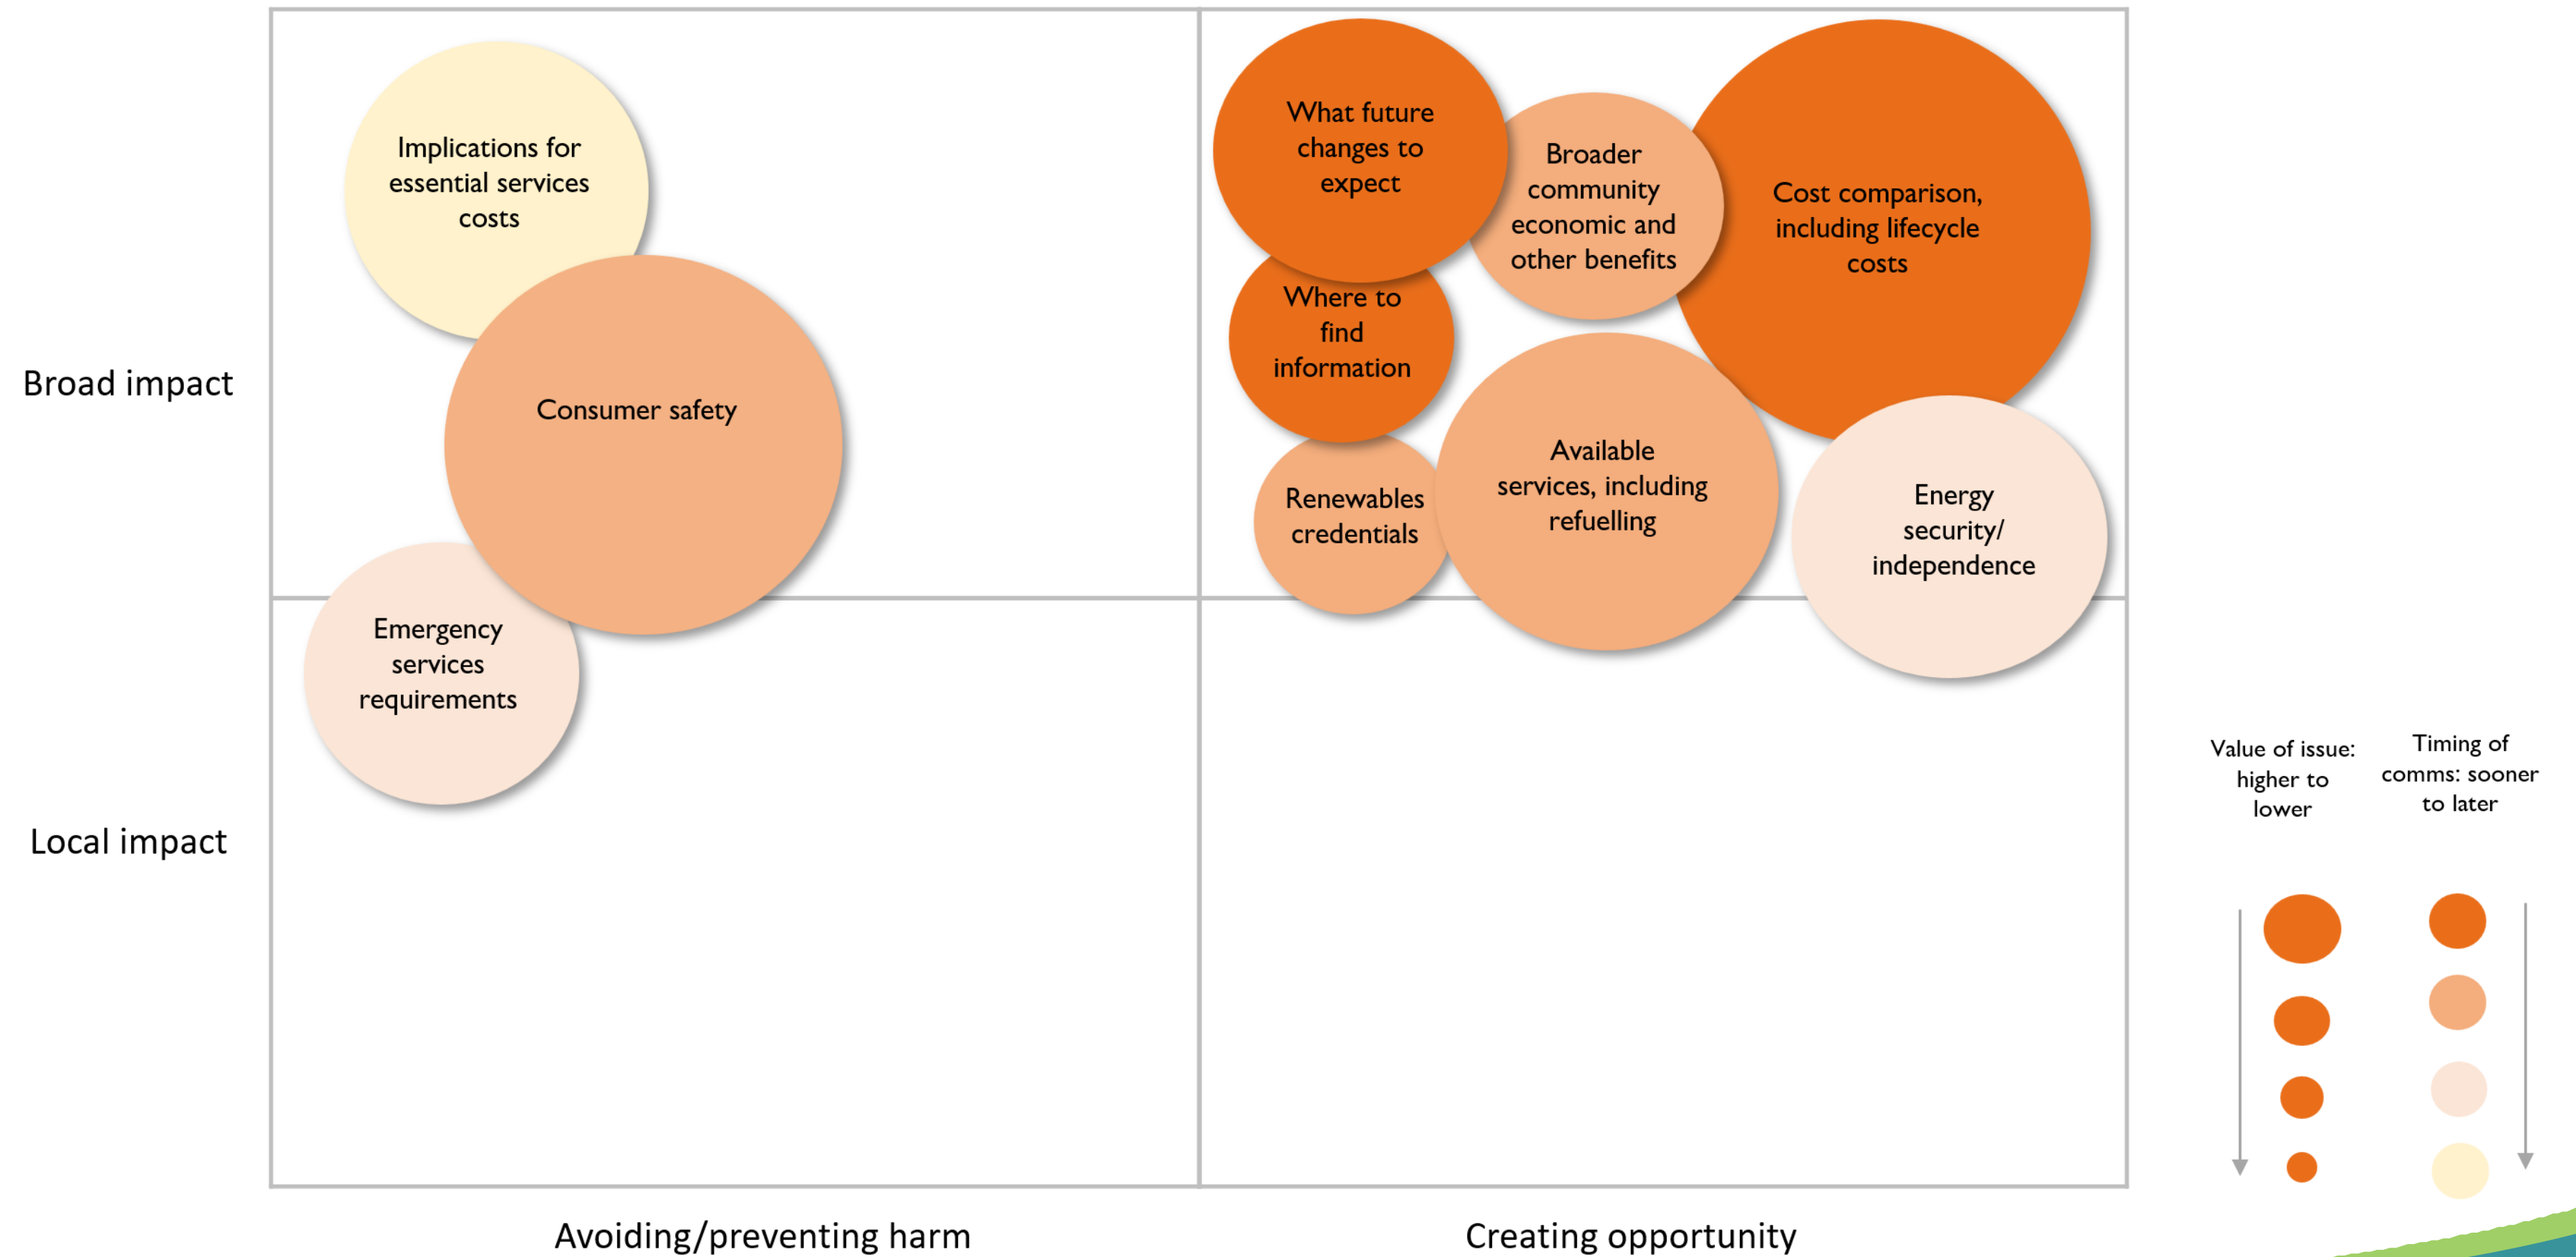 Implications for
essential services
costs
Consumer safety
Emergency
services
requirements
What future
changes to
expect
Broader
community
economic and
other benefits
Cost comparison,
including lifecycle
costs
Where to
find
information
Renewables
credentials
Available
services, including
refuelling
Energy
security/
independence
Broad impact
Local impact
Avoiding/preventing harm
Creating opportunity
Value of issue:
higher to
lower
Timing of
comms: sooner
to later